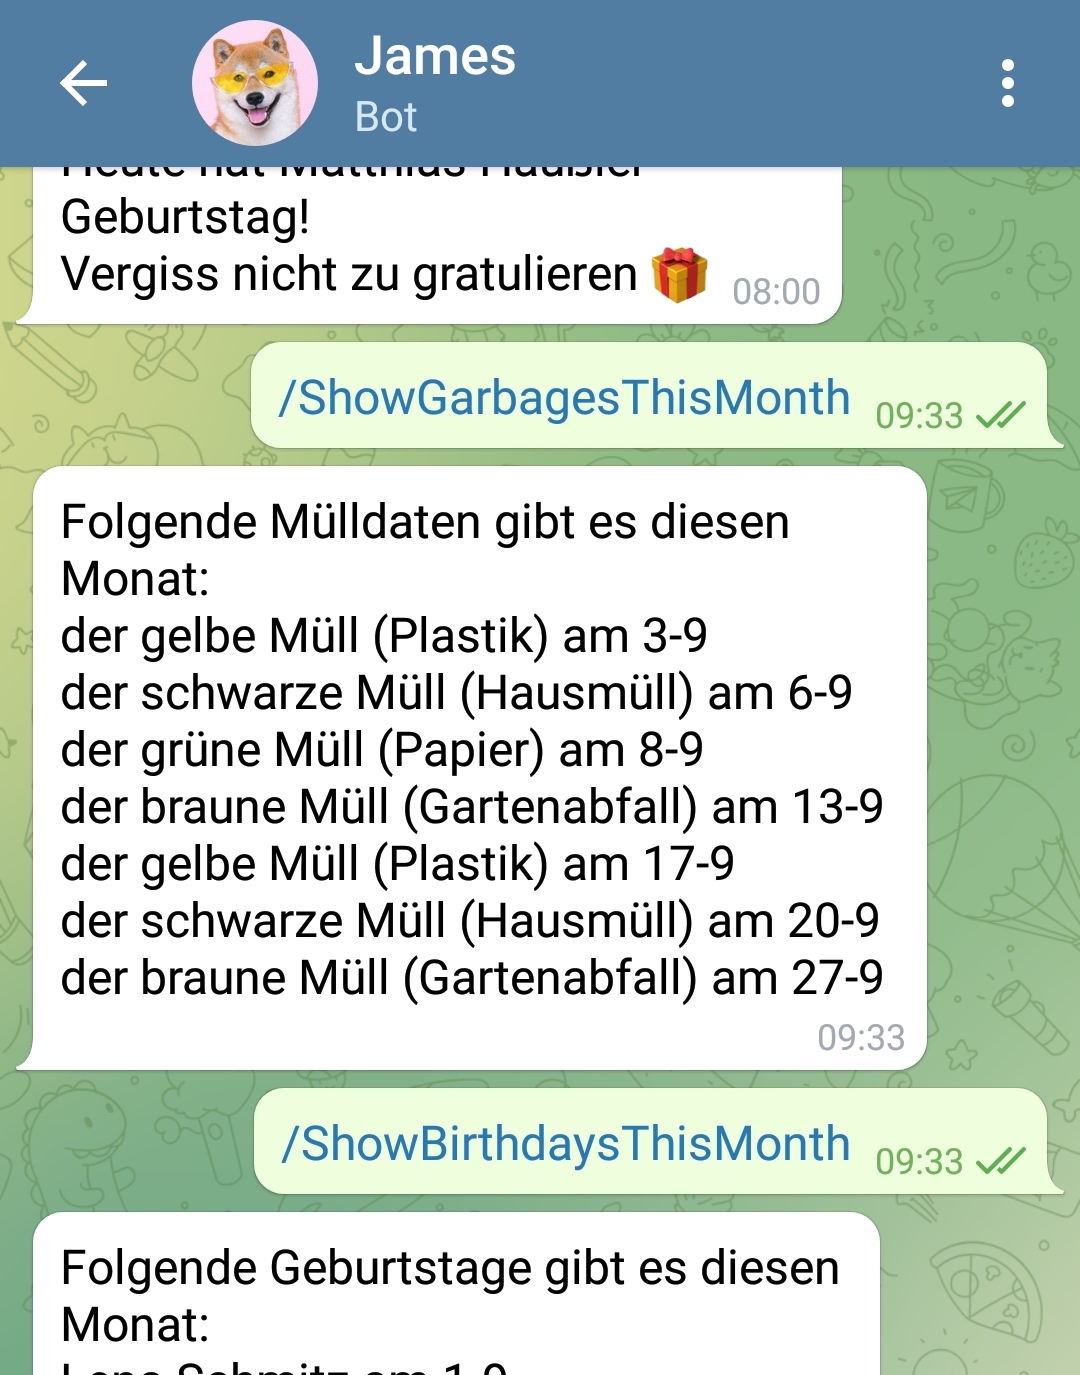 James
Bot
Geburtstag!
Vergiss nicht zu gratulieren 🎁 08:00
/ShowGarbagesThisMonth 09:33
Folgende Mülldaten gibt es diesen
Monat:
der gelbe Müll (Plastik) am 3-9
der schwarze Müll (Hausmüll) am 6-9
der grüne Müll (Papier) am 8-9
der braune Müll (Gartenabfall) am 13-9
der gelbe Müll (Plastik) am 17-9
der schwarze Müll (Hausmüll) am 20-9
der braune Müll (Gartenabfall) am 27-9
09:33
/ShowBirthdaysThisMonth 09:33
Folgende Geburtstage gibt es diesen
Monat: